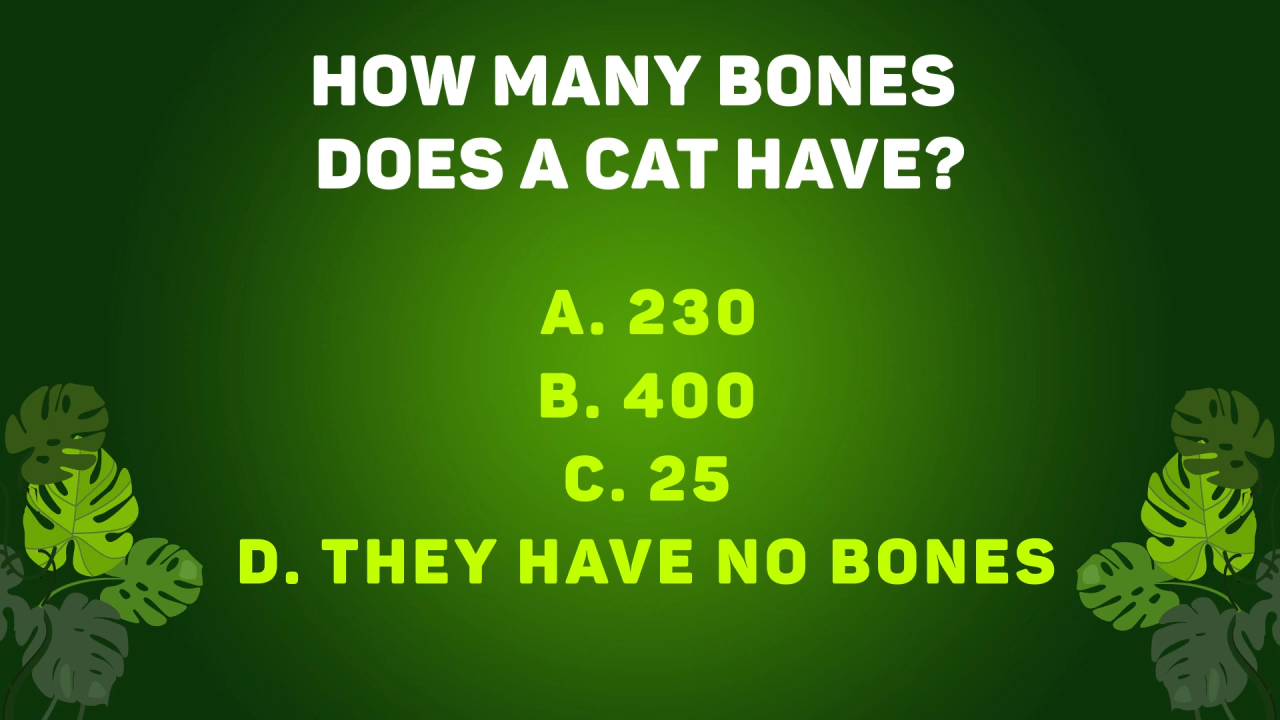 HOW MANY BONES
DOES A CAT HAVE?
A. 230
B. 400
C. 25
D. THEY HAVE NO BONES